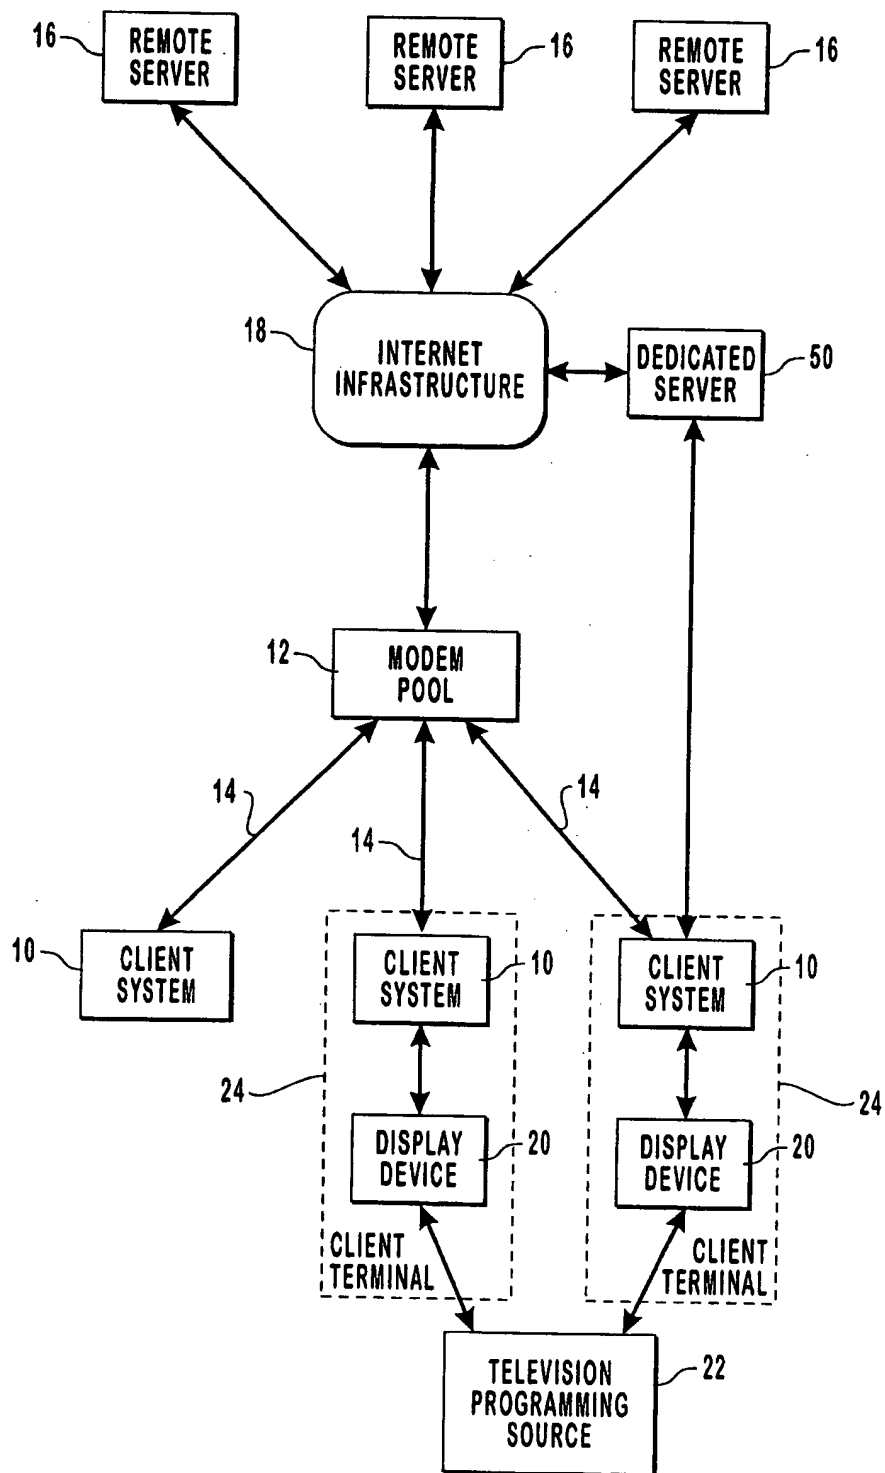 16
REMOTE
SERVER
REMOTE
SERVER
16
REMOTE
SERVER
16
18
INTERNET
INFRASTRUCTURE
DEDICATED
SERVER
50
12
MODEM
POOL
14
14
14
10
CLIENT
SYSTEM
CLIENT
SYSTEM
10
CLIENT
SYSTEM
10
24
DISPLAY
DEVICE
20
CLIENT
TERMINAL
DISPLAY
DEVICE
20
24
CLIENT
TERMINAL
TELEVISION
PROGRAMMING
SOURCE
22